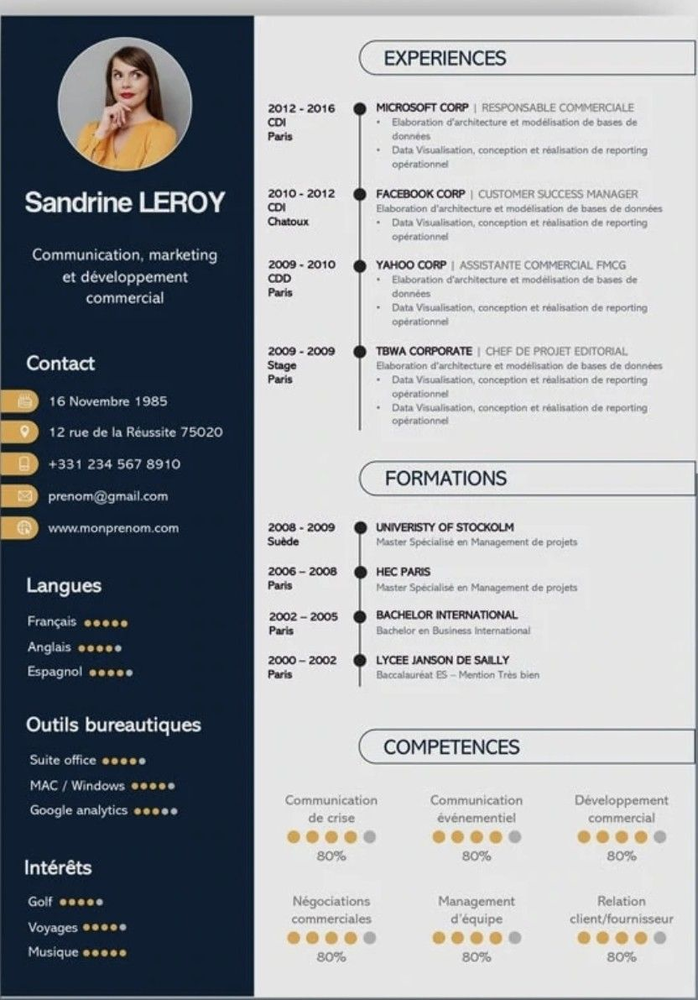 Sandrine LEROY
Communication, marketing
et développement
commercial
Contact
16 Novembre 1985
12 rue de la Réussite 75020
+331 234 567 8910
prenom@gmail.com
www.monprenom.com
Langues
Français
Anglais
Espagnol
Outils bureautiques
Suite office
MAC / Windows
Google analytics
Intérêts
Golf
Voyages
Musique
EXPERIENCES
2012 - 2016
CDI
Paris
MICROSOFT CORP | RESPONSABLE COMMERCIALE
• Elaboration d'architecture et modélisation de bases de
données
• Data Visualisation, conception et réalisation de reporting
opérationnel
2010 - 2012
CDI
Chatoux
FACEBOOK CORP | CUSTOMER SUCCESS MANAGER
Elaboration d'architecture et modélisation de bases de données
• Data Visualisation, conception et réalisation de reporting
opérationnel
2009 - 2010
CDD
Paris
YAHOO CORP | ASSISTANTE COMMERCIAL FMCG
• Elaboration d'architecture et modélisation de bases de
données
• Data Visualisation, conception et réalisation de reporting
opérationnel
2009 - 2009
Stage
Paris
TBWA CORPORATE | CHEF DE PROJET EDITORIAL
Elaboration d'architecture et modélisation de bases de données
• Data Visualisation, conception et réalisation de reporting
opérationnel
• Data Visualisation, conception et réalisation de reporting
opérationnel
FORMATIONS
2008 - 2009
Suède
UNIVERISTY OF STOCKOLM
Master Spécialisé en Management de projets
2006 – 2008
Paris
HEC PARIS
Master Spécialisé en Management de projets
2002 – 2005
Paris
BACHELOR INTERNATIONAL
Bachelor en Business International
2000 – 2002
Paris
LYCEE JANSON DE SAILLY
Baccalauréat ES – Mention Très bien
COMPETENCES
Communication
de crise
80%
Communication
événementiel
80%
Développement
commercial
80%
Négociations
commerciales
80%
Management
d'équipe
80%
Relation
client/fournisseur
80%